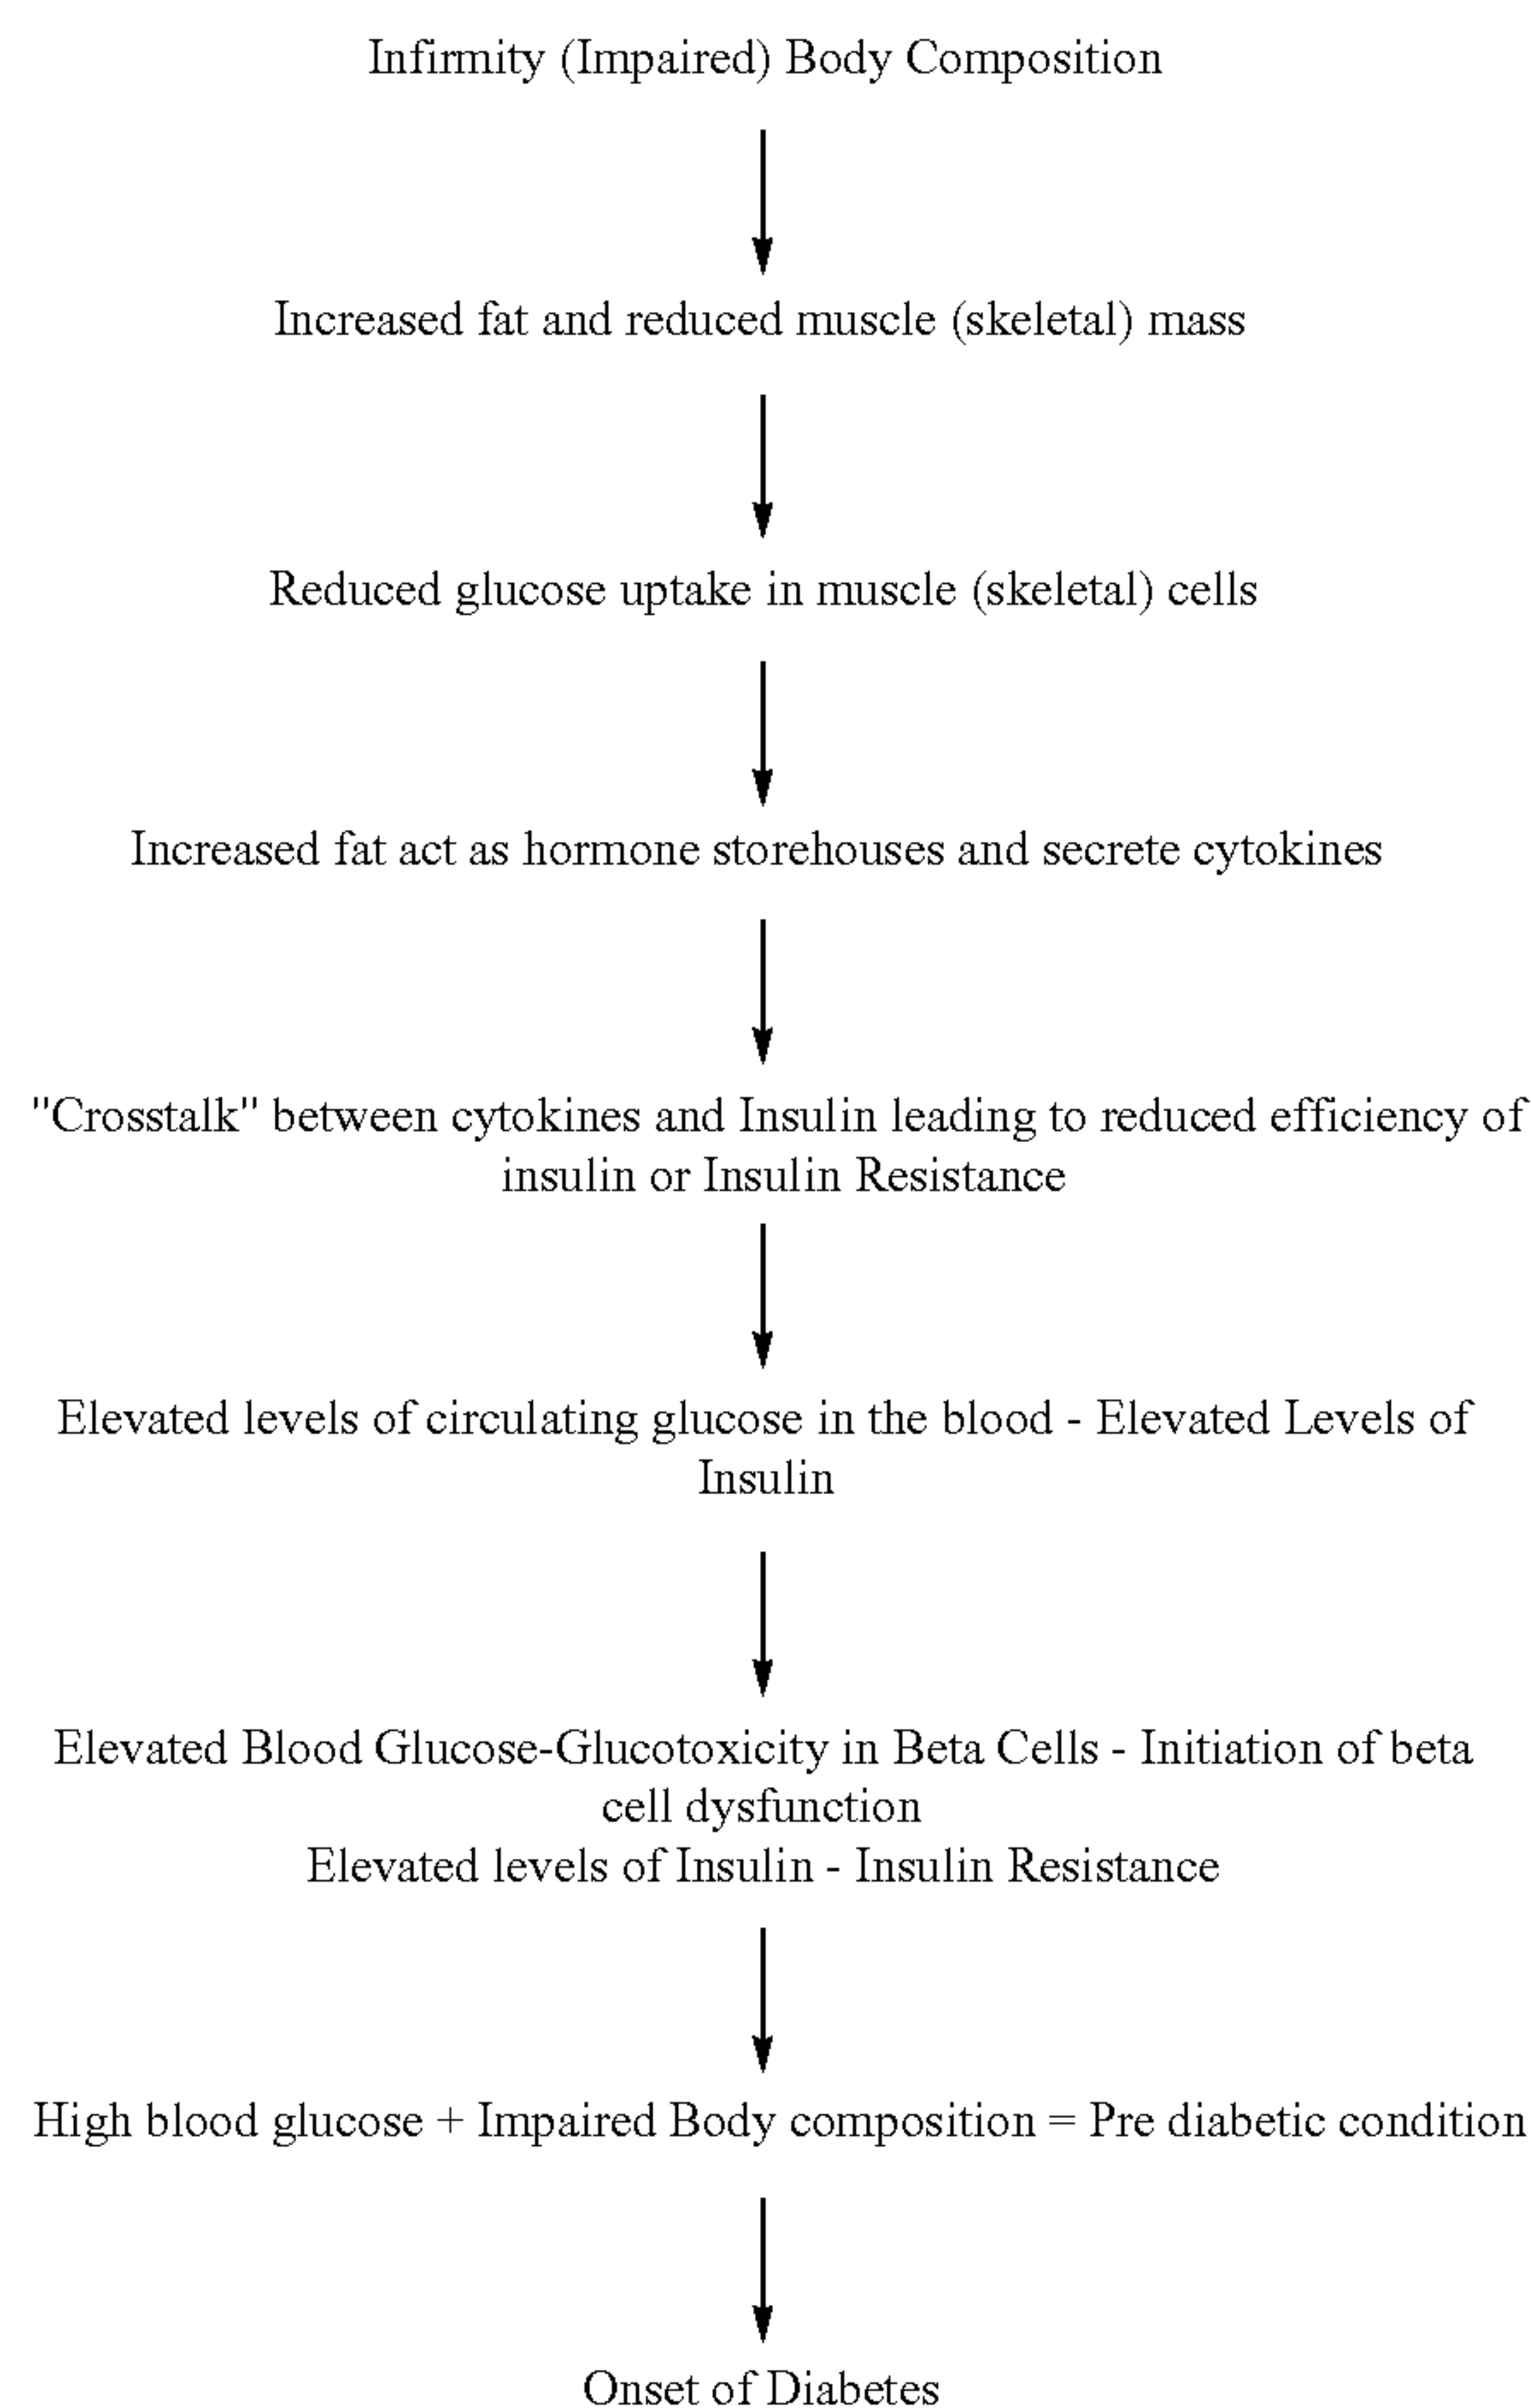 Infirmity (Impaired) Body Composition
Increased fat and reduced muscle (skeletal) mass
Reduced glucose uptake in muscle (skeletal) cells
Increased fat act as hormone storehouses and secrete cytokines
"Crosstalk" between cytokines and Insulin leading to reduced efficiency of
insulin or Insulin Resistance
Elevated levels of circulating glucose in the blood - Elevated Levels of
Insulin
Elevated Blood Glucose-Glucotoxicity in Beta Cells - Initiation of beta
cell dysfunction
Elevated levels of Insulin - Insulin Resistance
High blood glucose + Impaired Body composition = Pre diabetic condition
Onset of Diabetes